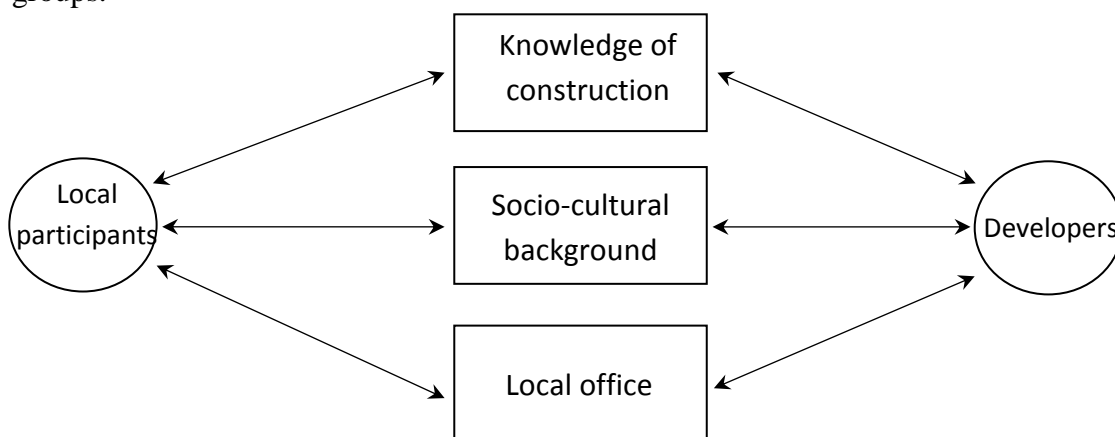 groups.
Knowledge of
construction
Local
participants
Socio-cultural
background
Developers
Local office